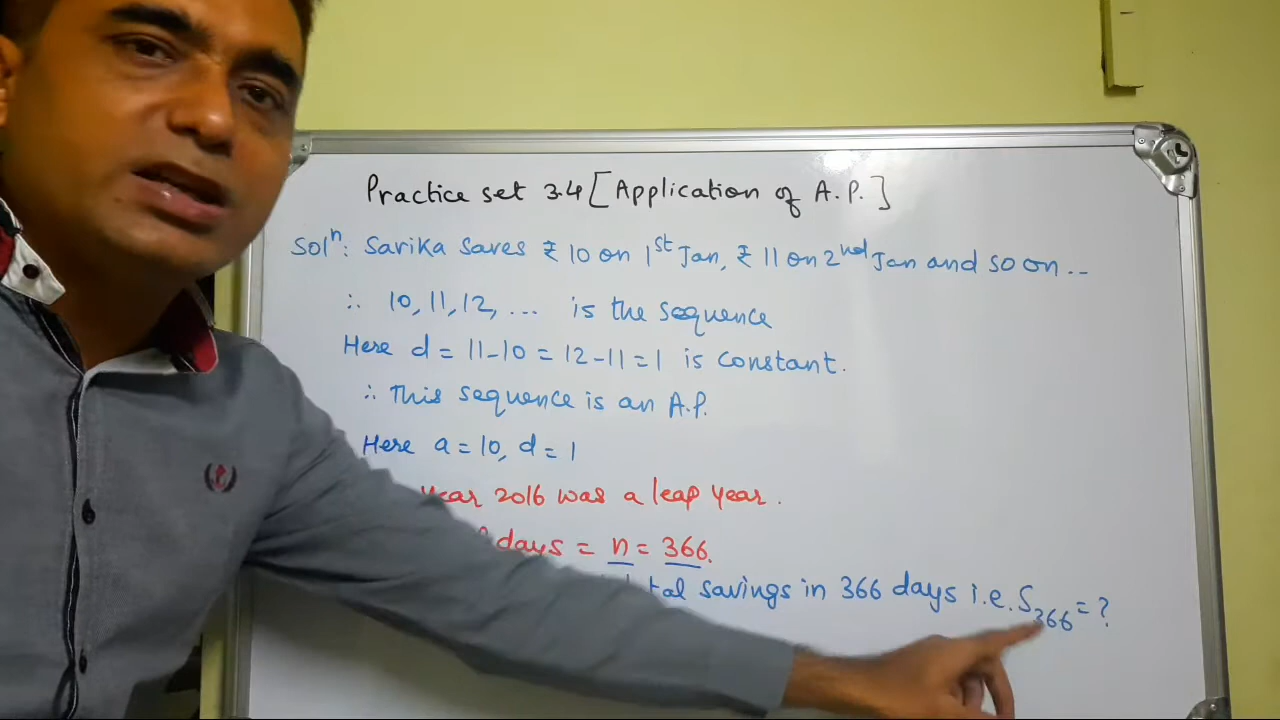 Practice set 3.4 [Application of A.P.]
Solⁿ: Sarika saves ₹ 10 on 1st Jan, ₹ 11 on 2nd Jan and so on...
∴ 10, 11, 12, ... is the sequence
Here d = 11-10 = 12-11 = 1 is constant.
∴ This sequence is an A.P.
Here a = 10, d = 1
year 2016 was a leap year.
days = n = 366.
savings in 366 days i.e. S₃₆₆ = ?